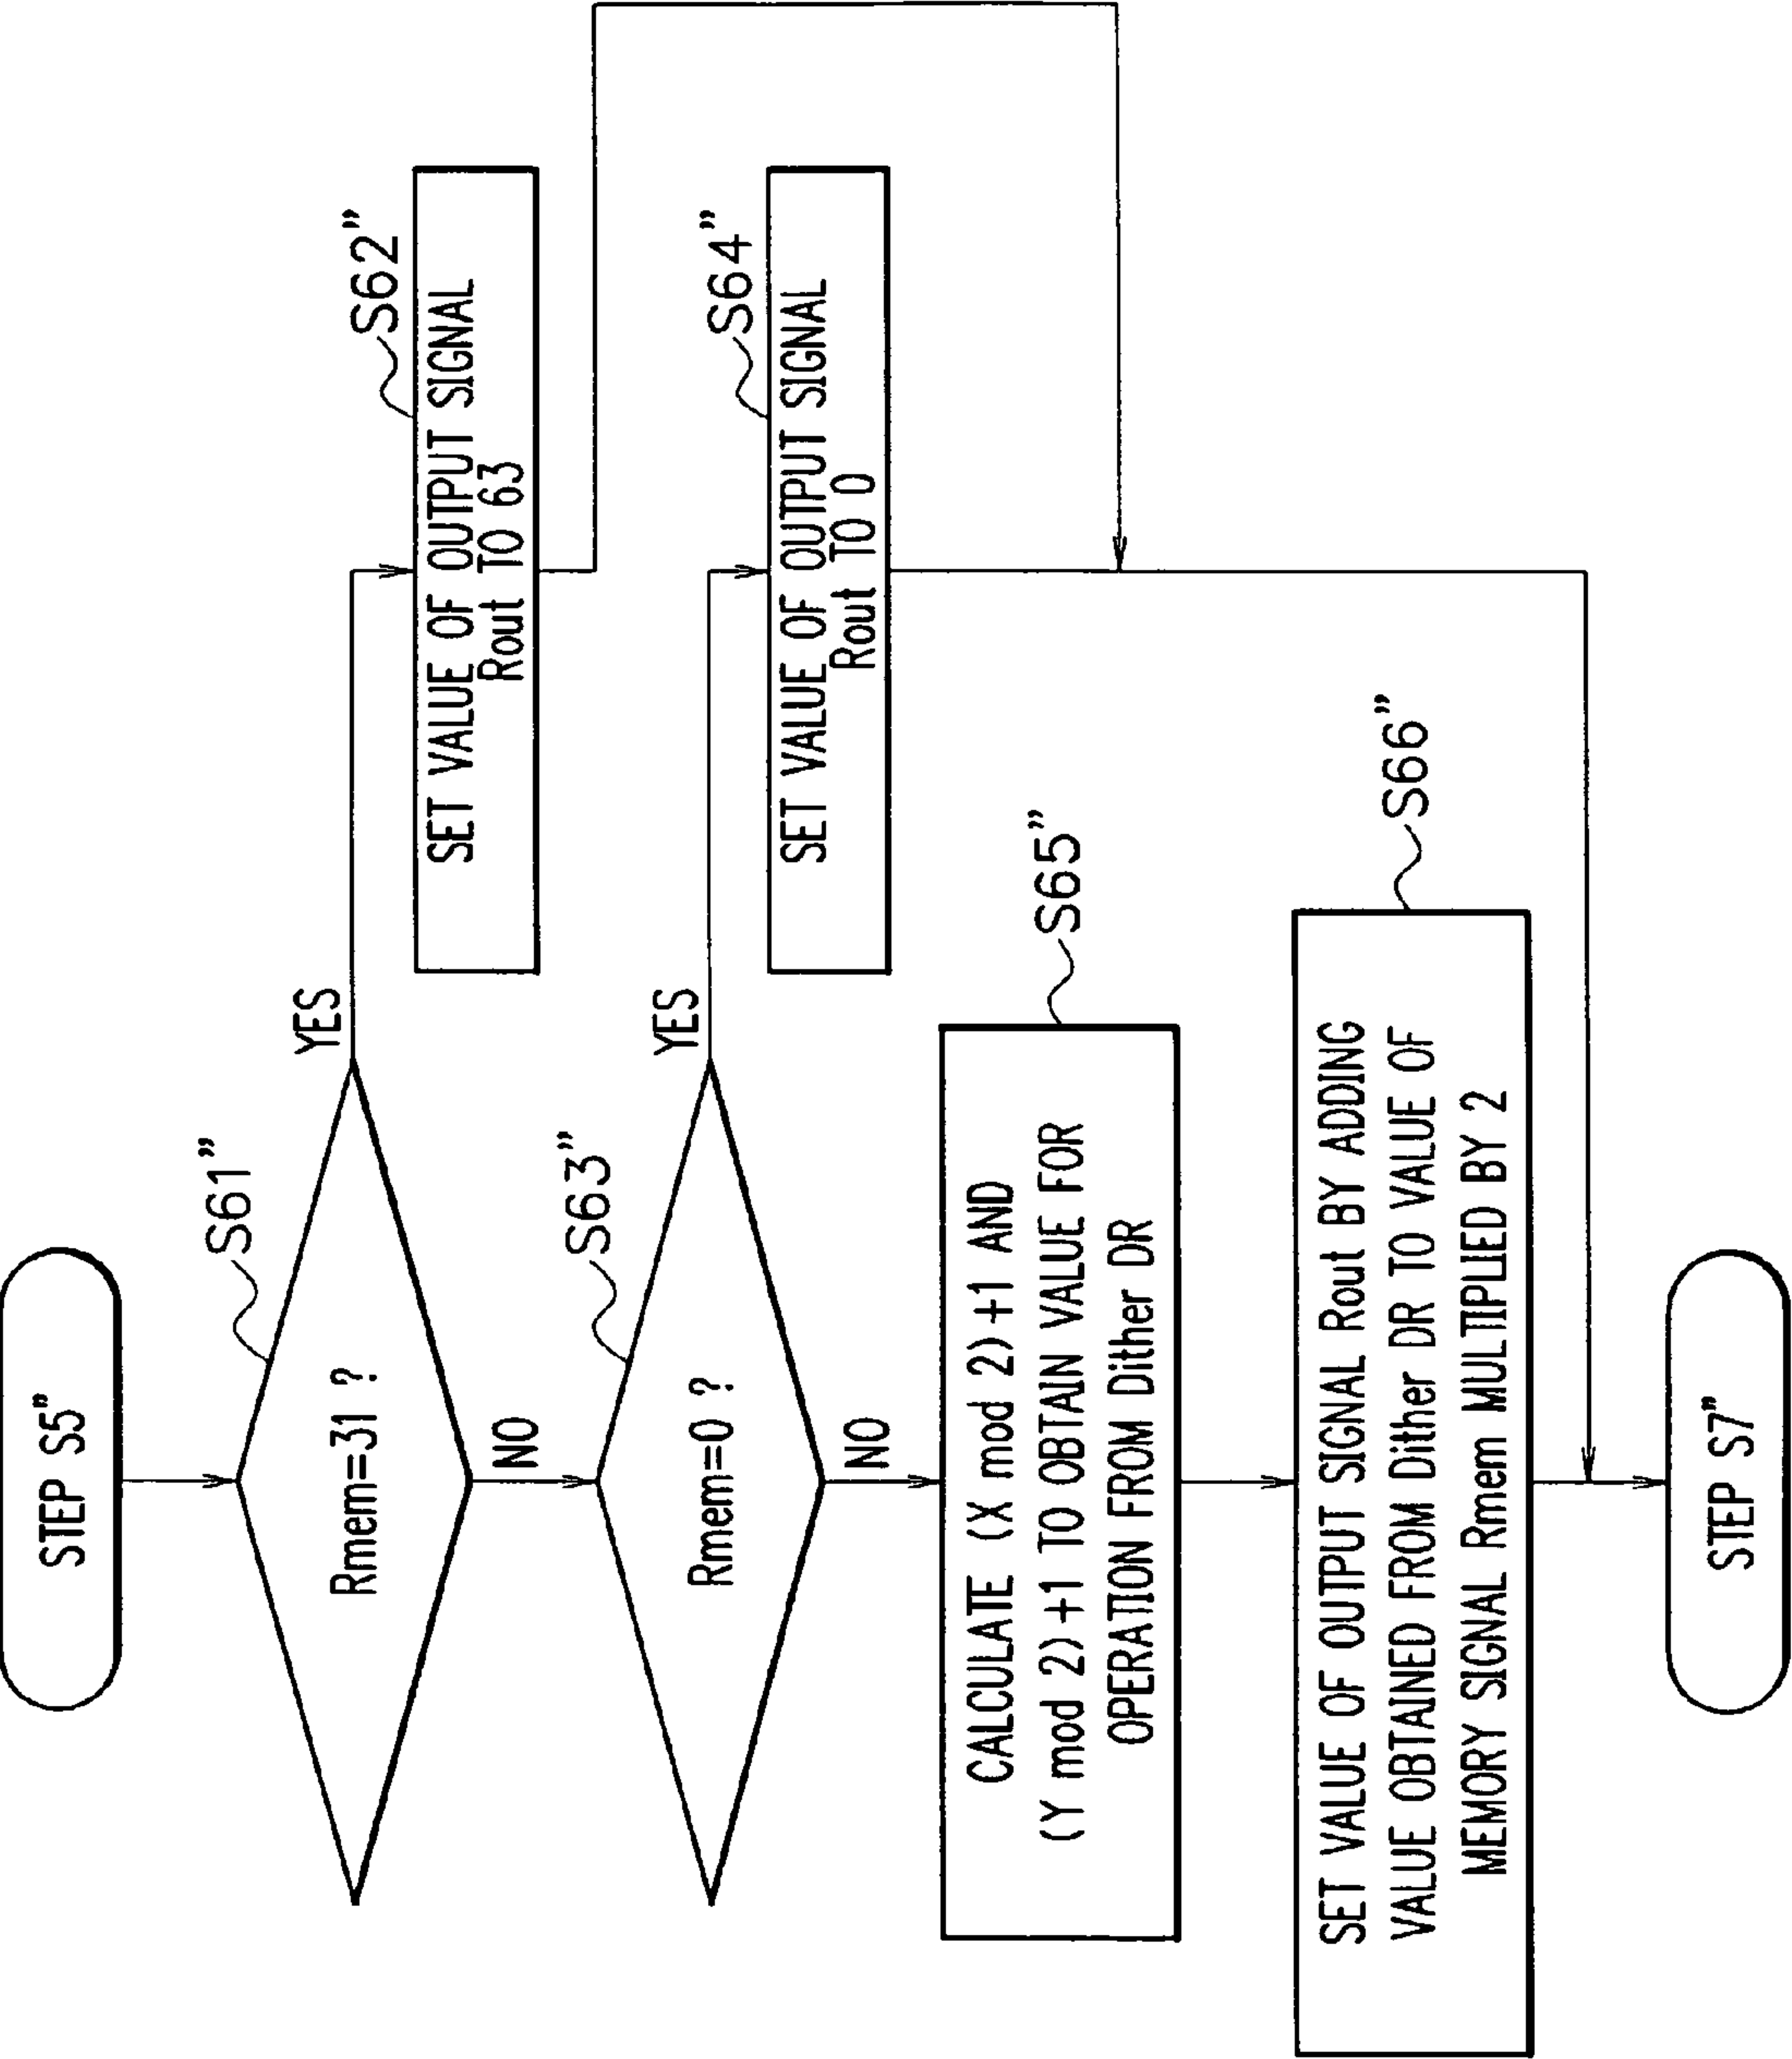 STEP S5”
S61”
Rmem=31 ?
YES
NO
S62”
SET VALUE OF OUTPUT SIGNAL
Rout TO 63
S63”
Rmem=0 ?
YES
NO
S64”
SET VALUE OF OUTPUT SIGNAL
Rout TO 0
S65”
CALCULATE (X mod 2)+1 AND
(Y mod 2)+1 TO OBTAIN VALUE FOR
OPERATION FROM Dither DR
S66”
SET VALUE OF OUTPUT SIGNAL Rout BY ADDING
VALUE OBTAINED FROM Dither DR TO VALUE OF
MEMORY SIGNAL Rmem MULTIPLIED BY 2
STEP S7”